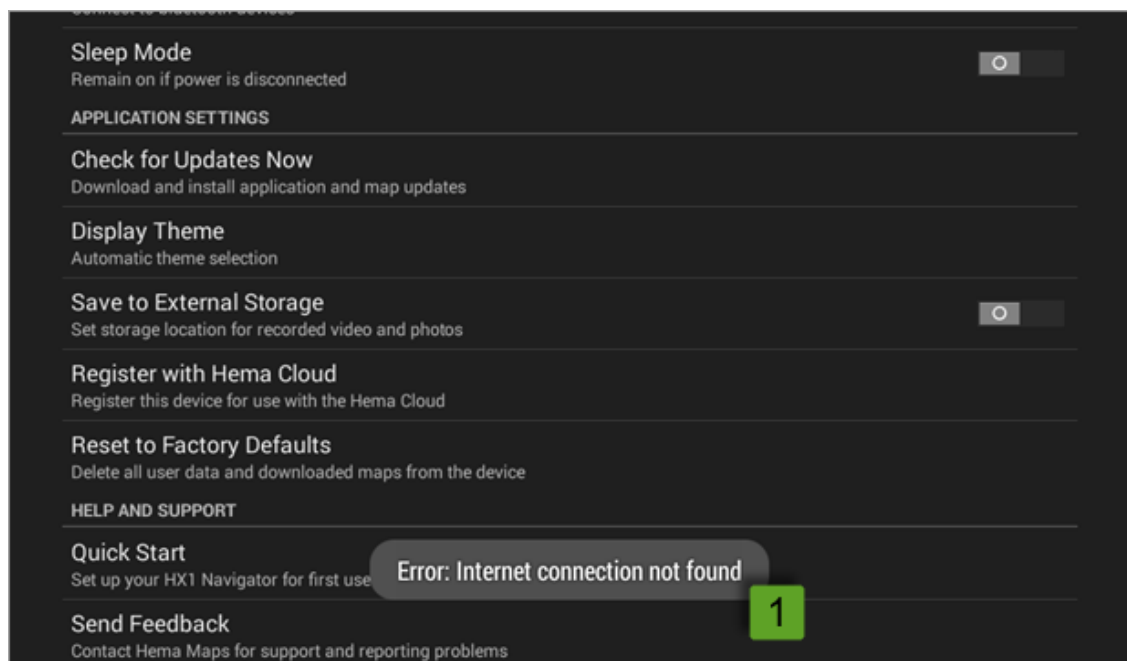 Connect to bluetooth devices
Sleep Mode
Remain on if power is disconnected
APPLICATION SETTINGS
Check for Updates Now
Download and install application and map updates
Display Theme
Automatic theme selection
Save to External Storage
Set storage location for recorded video and photos
Register with Hema Cloud
Register this device for use with the Hema Cloud
Reset to Factory Defaults
Delete all user data and downloaded maps from the device
HELP AND SUPPORT
Quick Start
Set up your HX1 Navigator for first use
Error: Internet connection not found
1
Send Feedback
Contact Hema Maps for support and reporting problems